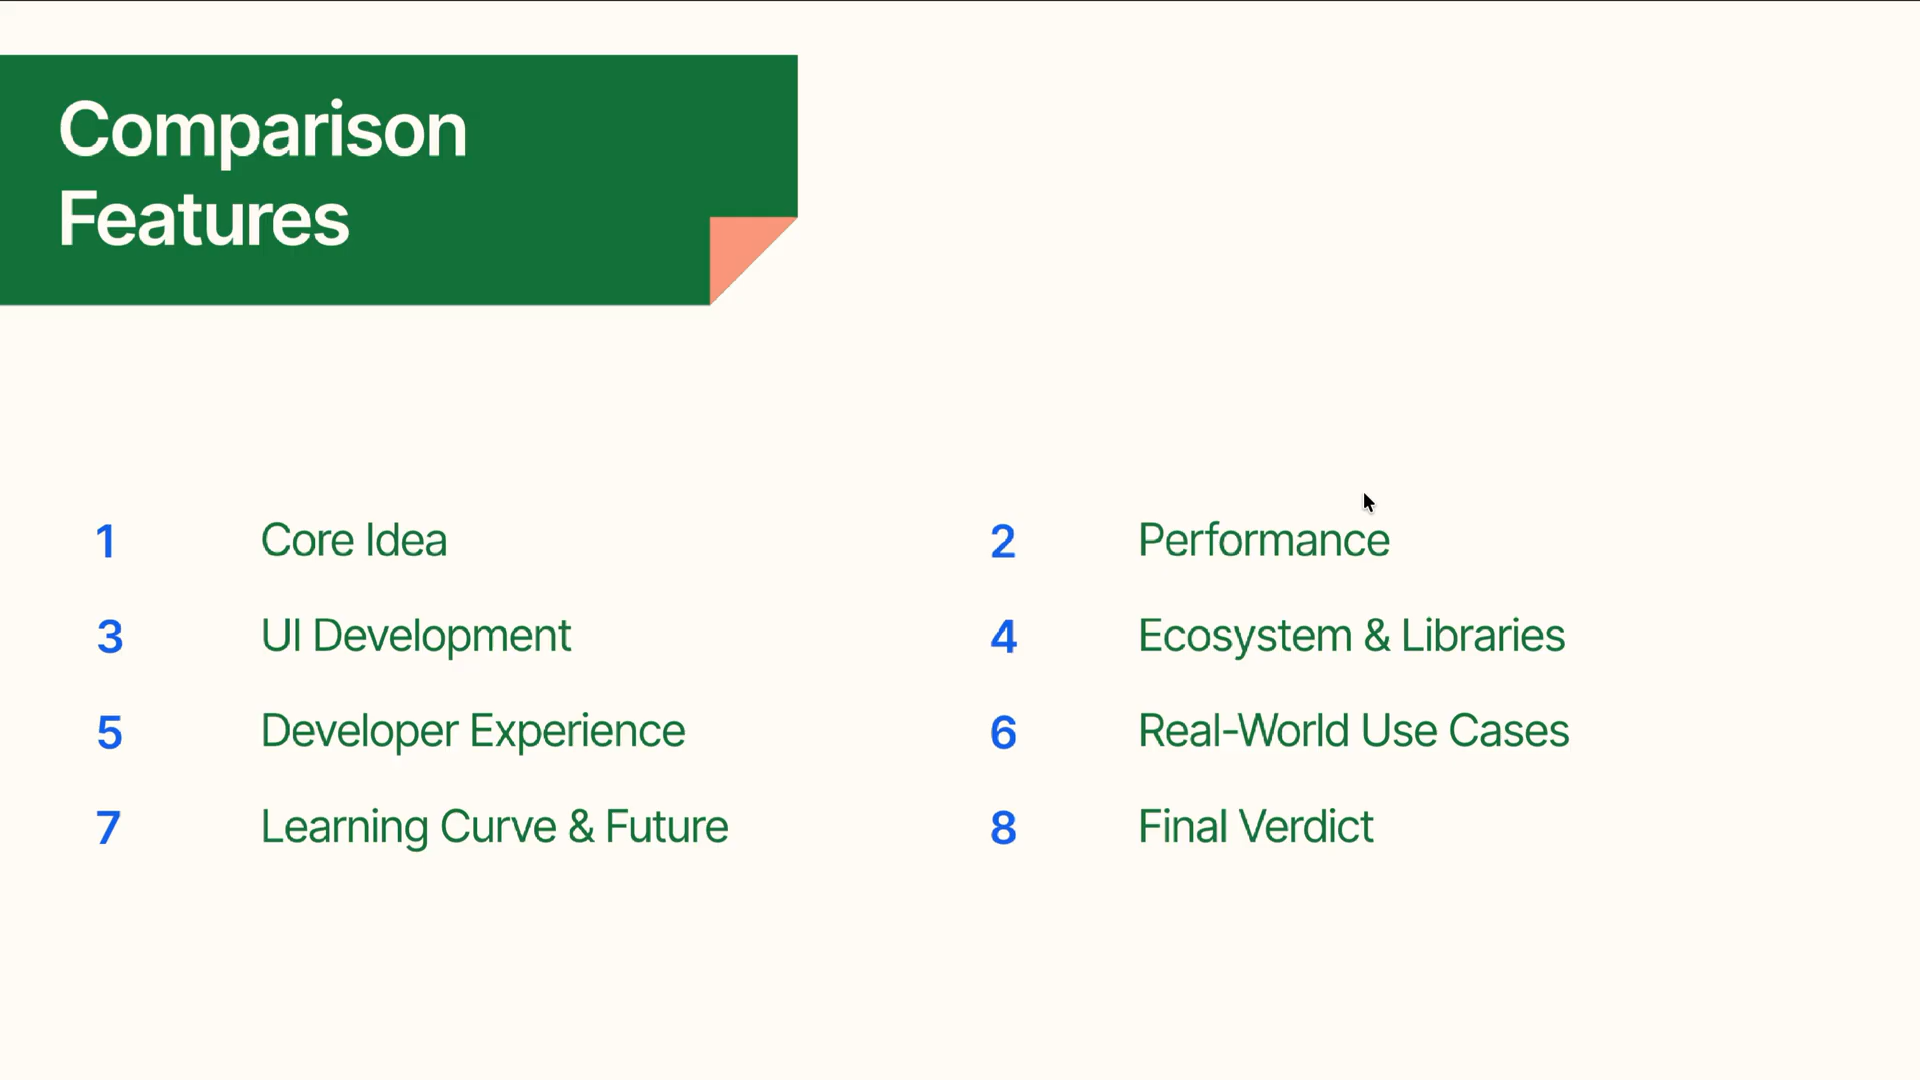 Comparison
Features
1 Core Idea
2 Performance
3 UI Development
4 Ecosystem & Libraries
5 Developer Experience
6 Real-World Use Cases
7 Learning Curve & Future
8 Final Verdict